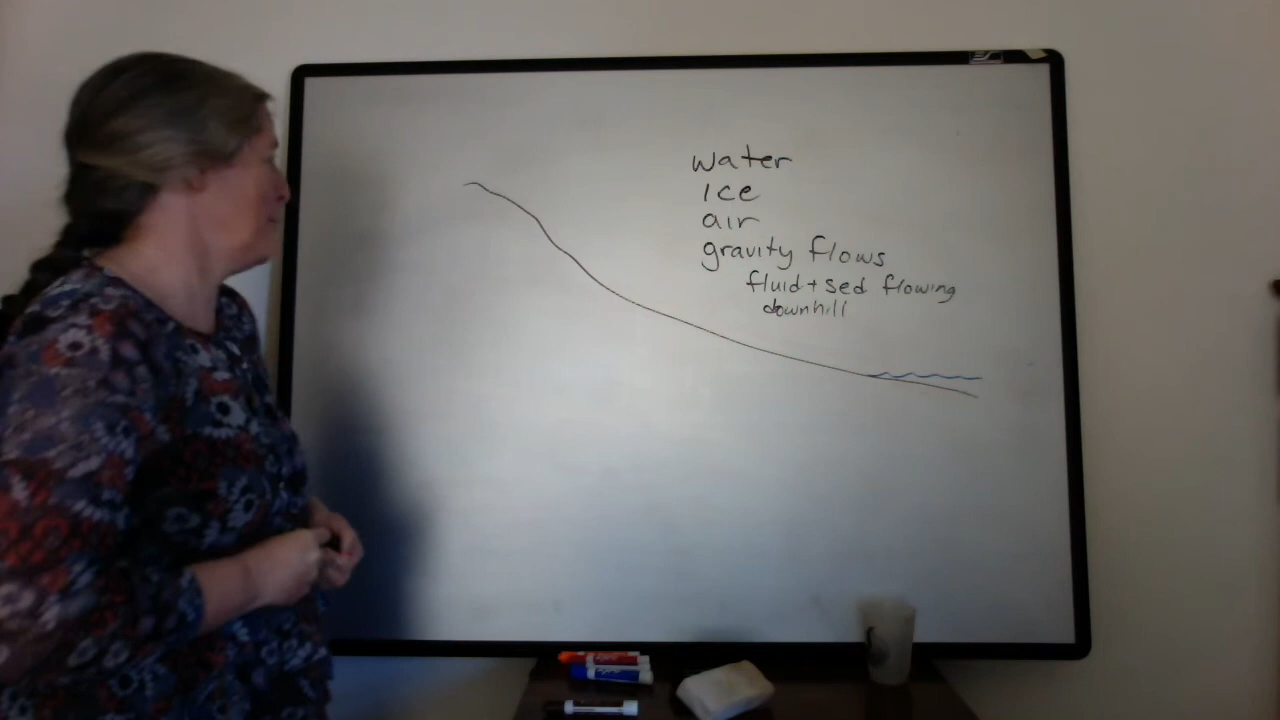 water
Ice
air
gravity flows
fluid + sed flowing
downhill